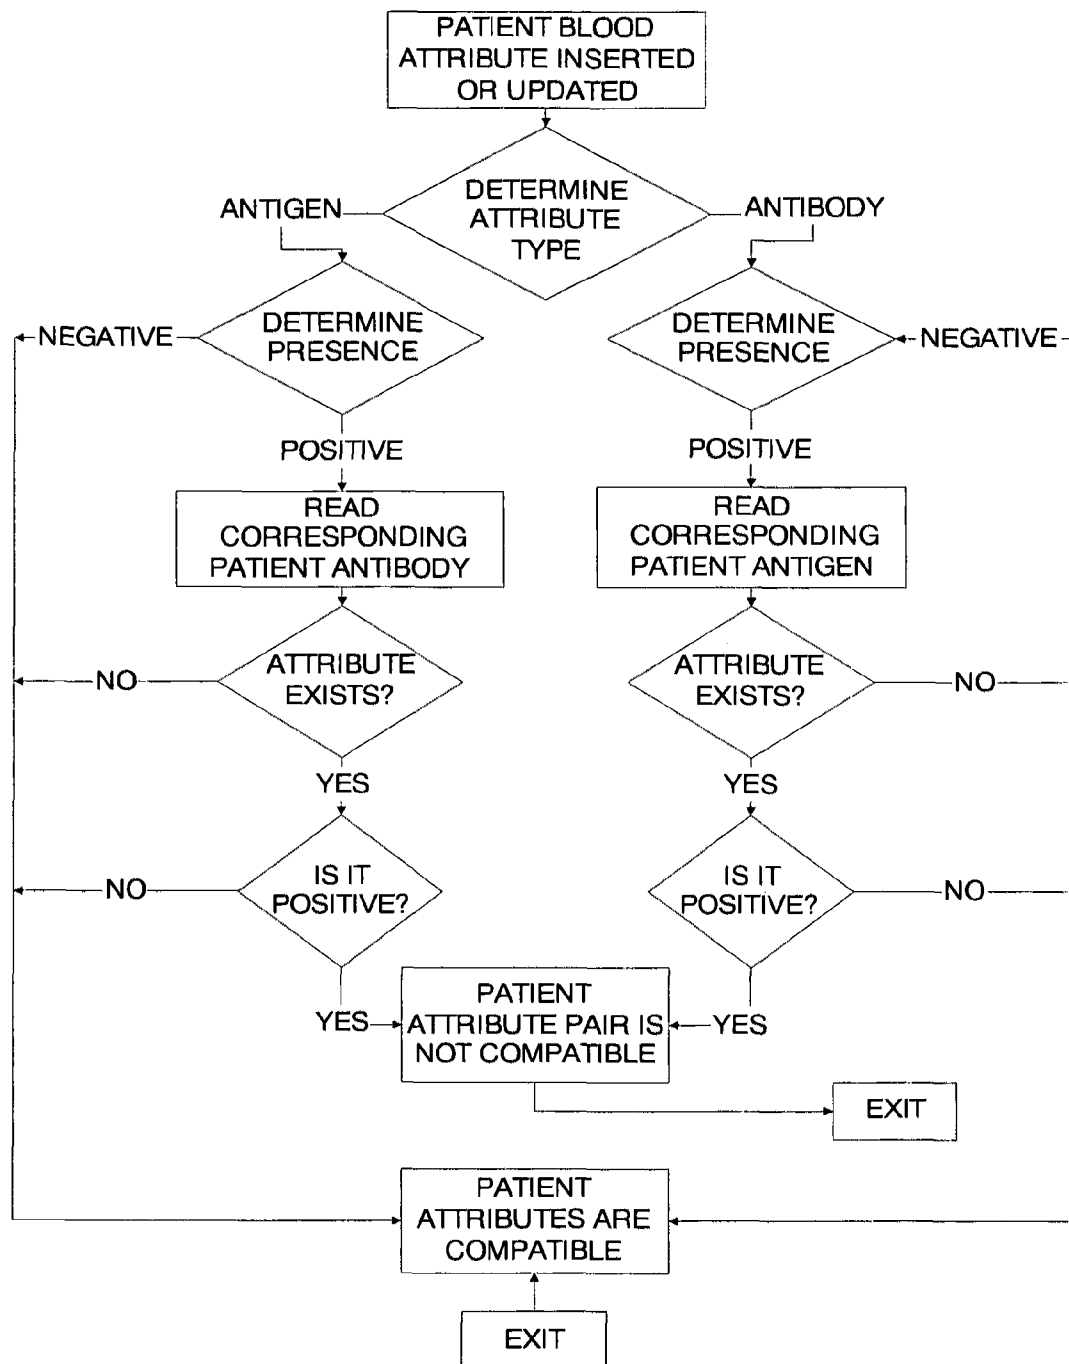 PATIENT BLOOD
ATTRIBUTE INSERTED
OR UPDATED
DETERMINE
ATTRIBUTE
TYPE
ANTIGEN
ANTIBODY
DETERMINE
PRESENCE
NEGATIVE
DETERMINE
PRESENCE
NEGATIVE
POSITIVE
POSITIVE
READ
CORRESPONDING
PATIENT ANTIBODY
READ
CORRESPONDING
PATIENT ANTIGEN
ATTRIBUTE
EXISTS?
NO
ATTRIBUTE
EXISTS?
NO
YES
YES
IS IT
POSITIVE?
NO
IS IT
POSITIVE?
NO
YES
YES
PATIENT
ATTRIBUTE PAIR IS
NOT COMPATIBLE
EXIT
PATIENT
ATTRIBUTES ARE
COMPATIBLE
EXIT